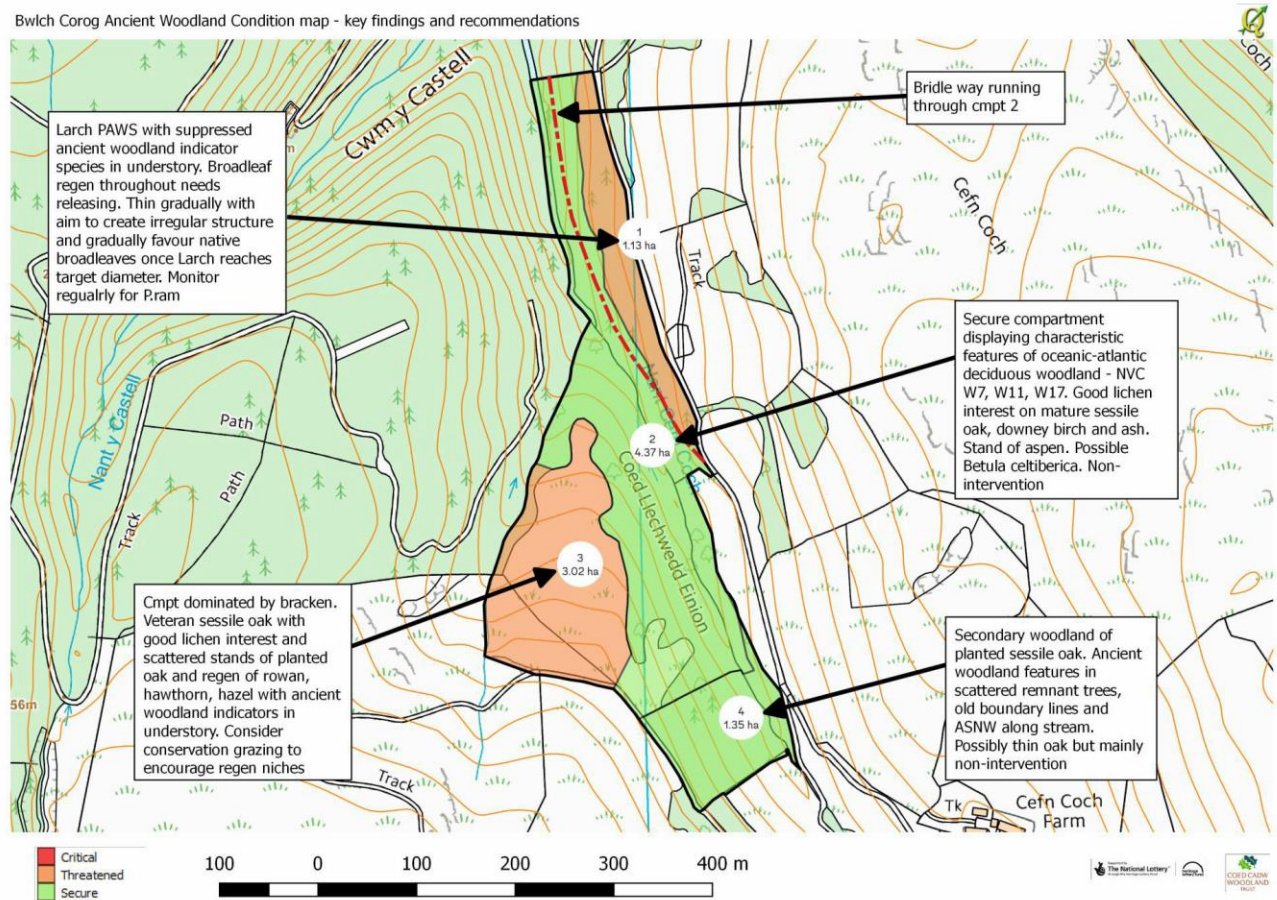 Bwlch Corog Ancient Woodland Condition map - key findings and recommendations
Coch
Cwm y Castell
Bridle way running
through cmpt 2
Larch PAWS with suppressed
ancient woodland indicator
species in understory. Broadleaf
regen throughout needs
releasing. Thin gradually with
aim to create irregular structure
and gradually favour native
broadleaves once Larch reaches
target diameter. Monitor
regualrly for P.ram
m
Cefn Coch
1
1.13 ha
Track
Secure compartment
displaying characteristic
features of oceanic-atlantic
deciduous woodland - NVC
W7, W11, W17. Good lichen
interest on mature sessile
oak, downey birch and ash.
Stand of aspen. Possible
Betula celtiberica. Non-
intervention
Nant y Castell
Path
Path
Track
2
4.37 ha
Coed Llechwedd Einion
3
3.02 ha
Cmpt dominated by bracken.
Veteran sessile oak with
good lichen interest and
scattered stands of planted
oak and regen of rowan,
hawthorn, hazel with ancient
woodland indicators in
understory. Consider
conservation grazing to
encourage regen niches
Secondary woodland of
planted sessile oak. Ancient
woodland features in
scattered remnant trees,
old boundary lines and
ASNW along stream.
Possibly thin oak but mainly
non-intervention
56m
4
1.35 ha
Track
Tk
Cefn Coch
Farm
Critical
Threatened
Secure
100 0 100 200 300 400 m
The National Lottery
COED CADW
WOODLAND
TRUST